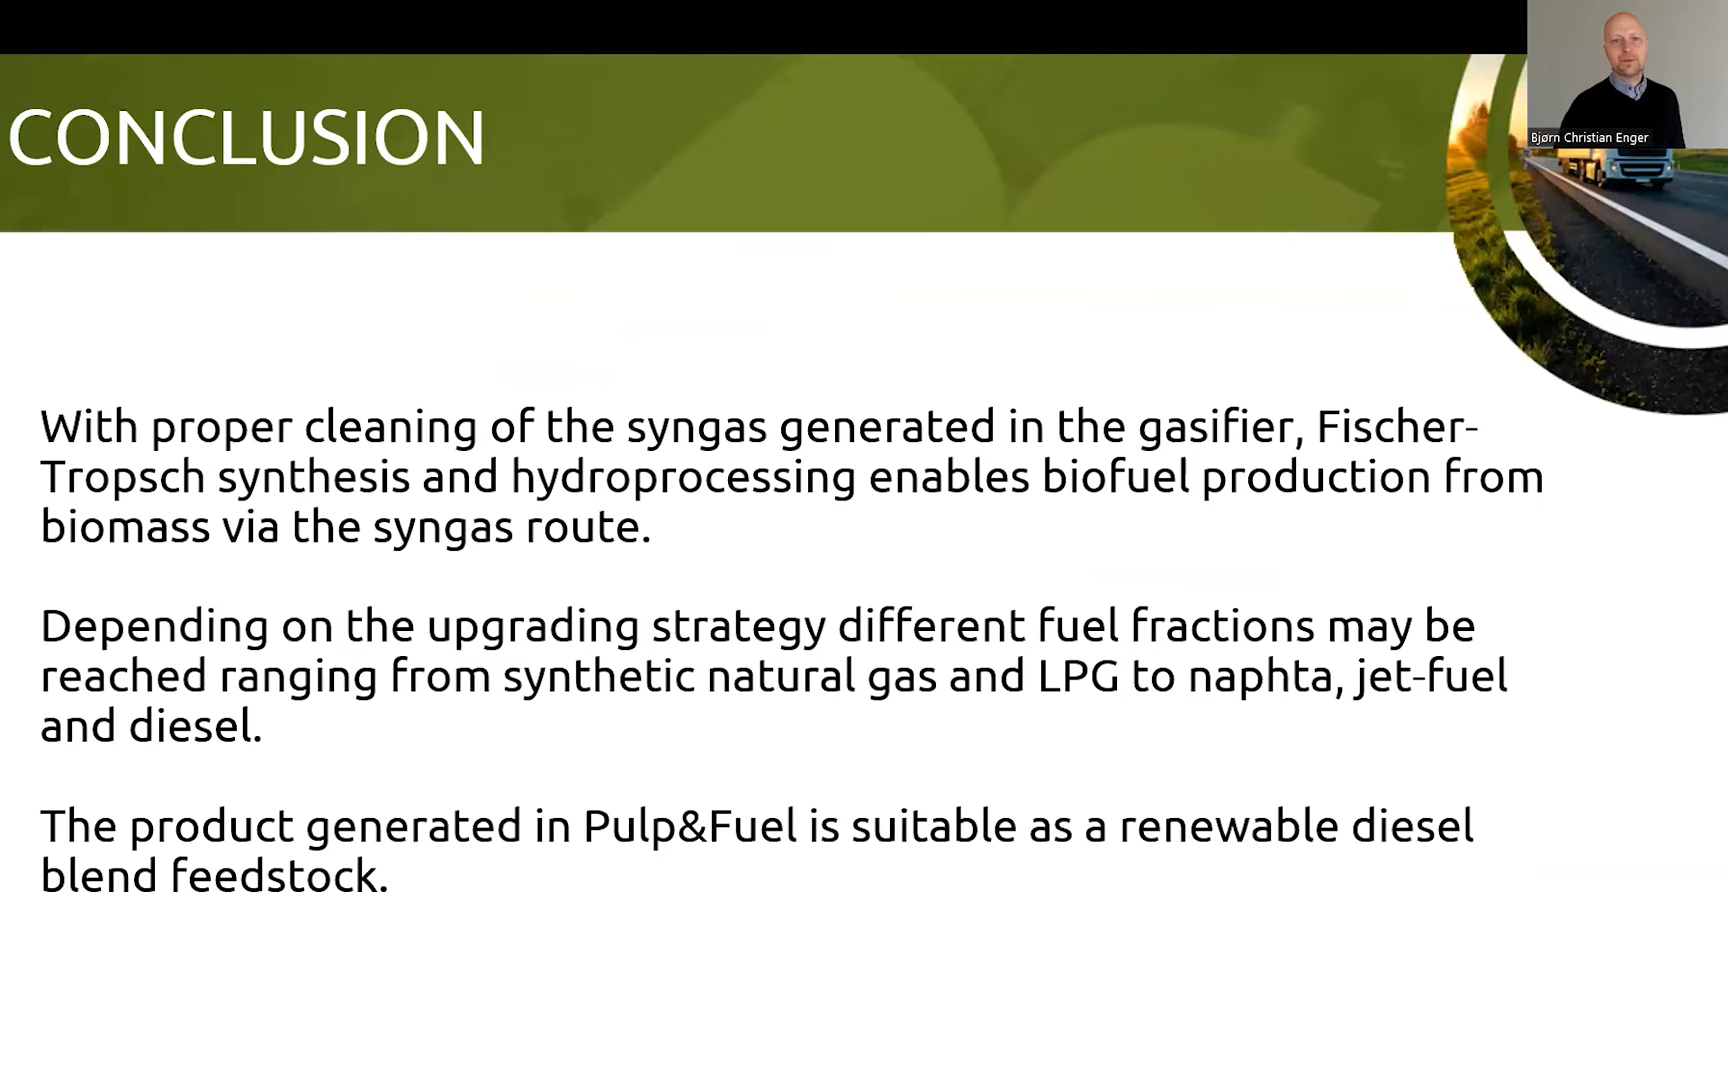 CONCLUSION
Bjørn Christian Enger
With proper cleaning of the syngas generated in the gasifier, Fischer-
Tropsch synthesis and hydroprocessing enables biofuel production from
biomass via the syngas route.
Depending on the upgrading strategy different fuel fractions may be
reached ranging from synthetic natural gas and LPG to naphta, jet-fuel
and diesel.
The product generated in Pulp&Fuel is suitable as a renewable diesel
blend feedstock.